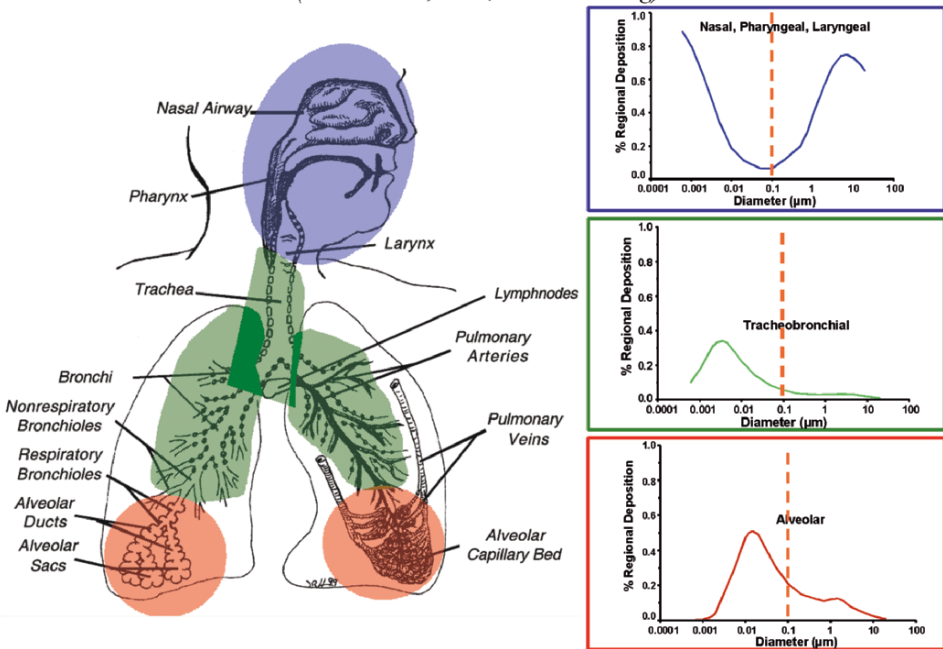 Nasal Airway
Pharynx
Larynx
Trachea
Lymphnodes
Pulmonary
Arteries
Bronchi
Nonrespiratory
Bronchioles
Pulmonary
Veins
Respiratory
Bronchioles
Alveolar
Ducts
Alveolar
Sacs
Alveolar
Capillary Bed
% Regional Deposition
1.0
0.8
0.6
0.4
0.2
0.0
Nasal, Pharyngeal, Laryngeal
0.0001 0.001 0.01 0.1 1 10 100
Diameter (µm)
% Regional Deposition
1.0
0.8
0.6
0.4
0.2
0.0
Tracheobronchial
0.0001 0.001 0.01 0.1 1 10 100
Diameter (µm)
% Regional Deposition
1.0
0.8
0.6
0.4
0.2
0.0
Alveolar
0.0001 0.001 0.01 0.1 1 10 100
Diameter (µm)